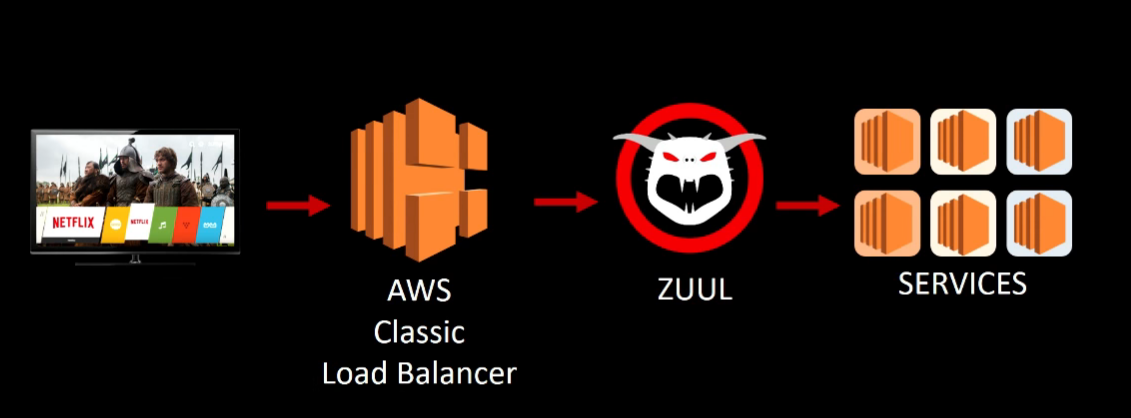 NETFLIX
NETFLIX
AWS
Classic
Load Balancer
ZUUL
SERVICES